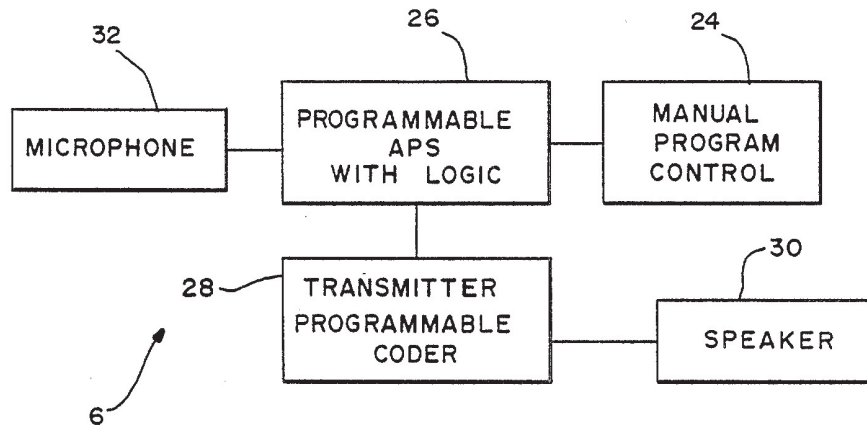 32
26
24
MICROPHONE
PROGRAMMABLE
APS
WITH LOGIC
MANUAL
PROGRAM
CONTROL
28
TRANSMITTER
PROGRAMMABLE
CODER
30
SPEAKER
6